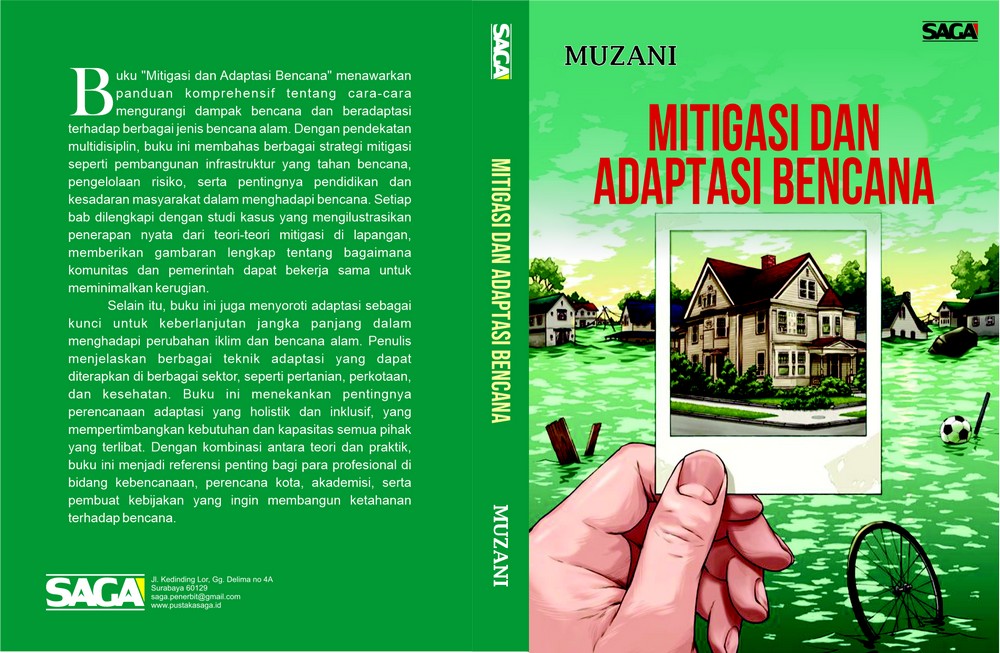 Buku "Mitigasi dan Adaptasi Bencana" menawarkan
panduan komprehensif tentang cara-cara
mengurangi dampak bencana dan beradaptasi
terhadap berbagai jenis bencana alam. Dengan pendekatan
multidisiplin, buku ini membahas berbagai strategi mitigasi
seperti pembangunan infrastruktur yang tahan bencana,
pengelolaan risiko, serta pentingnya pendidikan dan
kesadaran masyarakat dalam menghadapi bencana. Setiap
bab dilengkapi dengan studi kasus yang mengilustrasikan
penerapan nyata dari teori-teori mitigasi di lapangan,
memberikan gambaran lengkap tentang bagaimana
komunitas dan pemerintah dapat bekerja sama untuk
meminimalkan kerugian.
Selain itu, buku ini juga menyoroti adaptasi sebagai
kunci untuk keberlanjutan jangka panjang dalam
menghadapi perubahan iklim dan bencana alam. Penulis
menjelaskan berbagai teknik adaptasi yang dapat
diterapkan di berbagai sektor, seperti pertanian, perkotaan,
dan kesehatan. Buku ini menekankan pentingnya
perencanaan adaptasi yang holistik dan inklusif, yang
mempertimbangkan kebutuhan dan kapasitas semua pihak
yang terlibat. Dengan kombinasi antara teori dan praktik,
buku ini menjadi referensi penting bagi para profesional di
bidang kebencanaan, perencana kota, akademisi, serta
pembuat kebijakan yang ingin membangun ketahanan
terhadap bencana.
SAGA
Jl. Kedinding Lor, Gg. Delima no 4A
Surabaya 60129
saga.penerbit@gmail.com
www.pustakasaga.id
SAGA
MITIGASI DAN ADAPTASI BENCANA
MUZANI
SAGA
MUZANI
MITIGASI DAN
ADAPTASI BENCANA